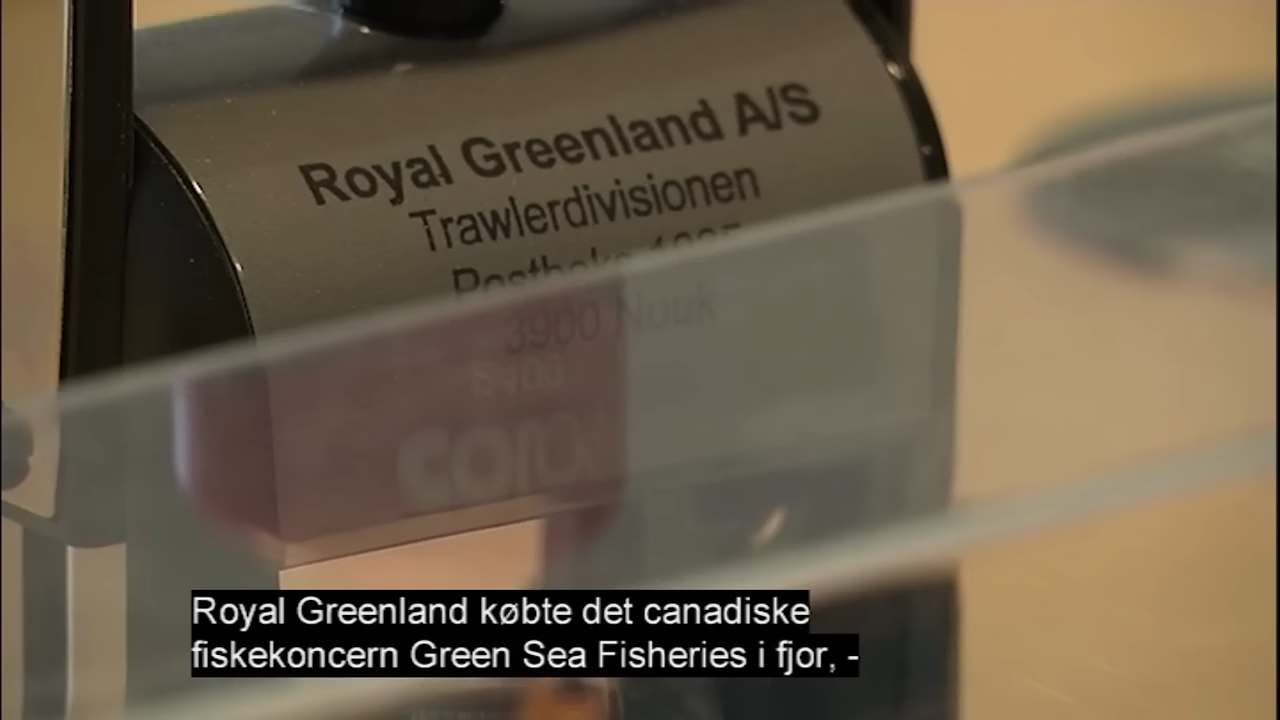 Royal Greenland A/S
Trawlerdivisionen
3900 Nuuk
Royal Greenland købte det canadiske
fiskekoncern Green Sea Fisheries i fjor, -